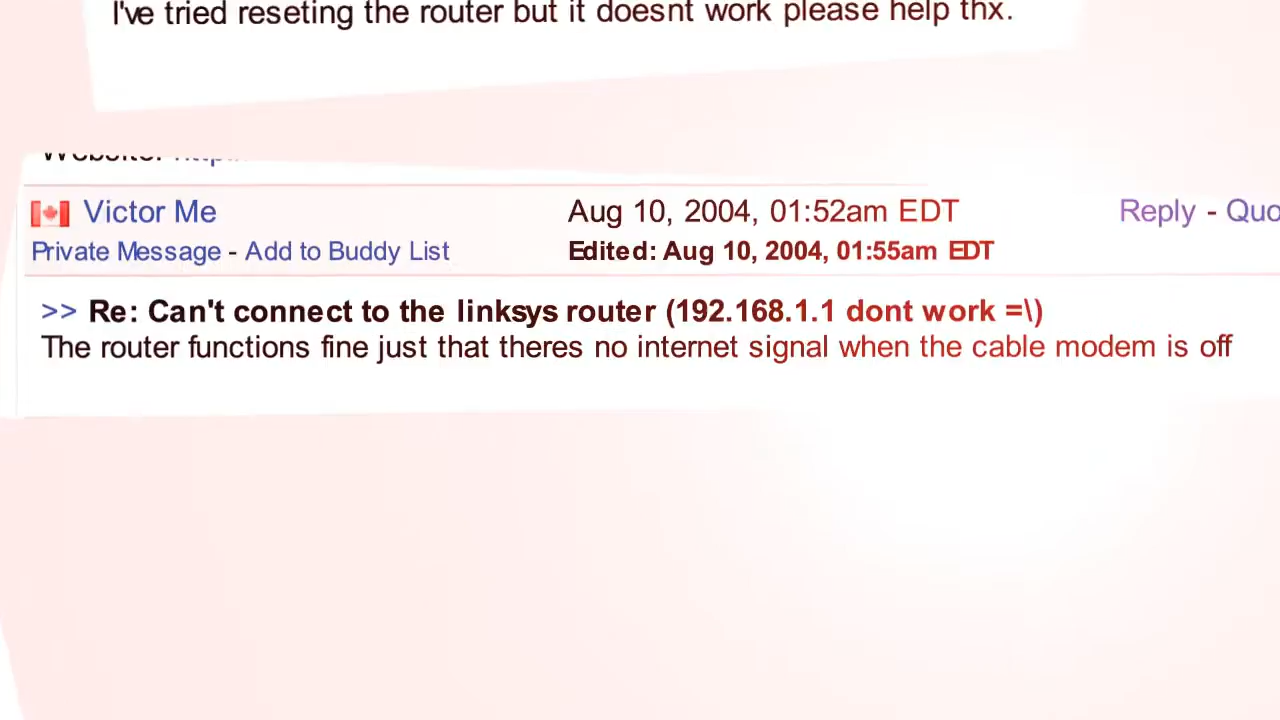 I've tried reseting the router but it doesnt work please help thx.
Website:
Victor Me Aug 10, 2004, 01:52am EDT Reply - Quo
Private Message - Add to Buddy List Edited: Aug 10, 2004, 01:55am EDT
>> Re: Can't connect to the linksys router (192.168.1.1 dont work =\)
The router functions fine just that theres no internet signal when the cable modem is off